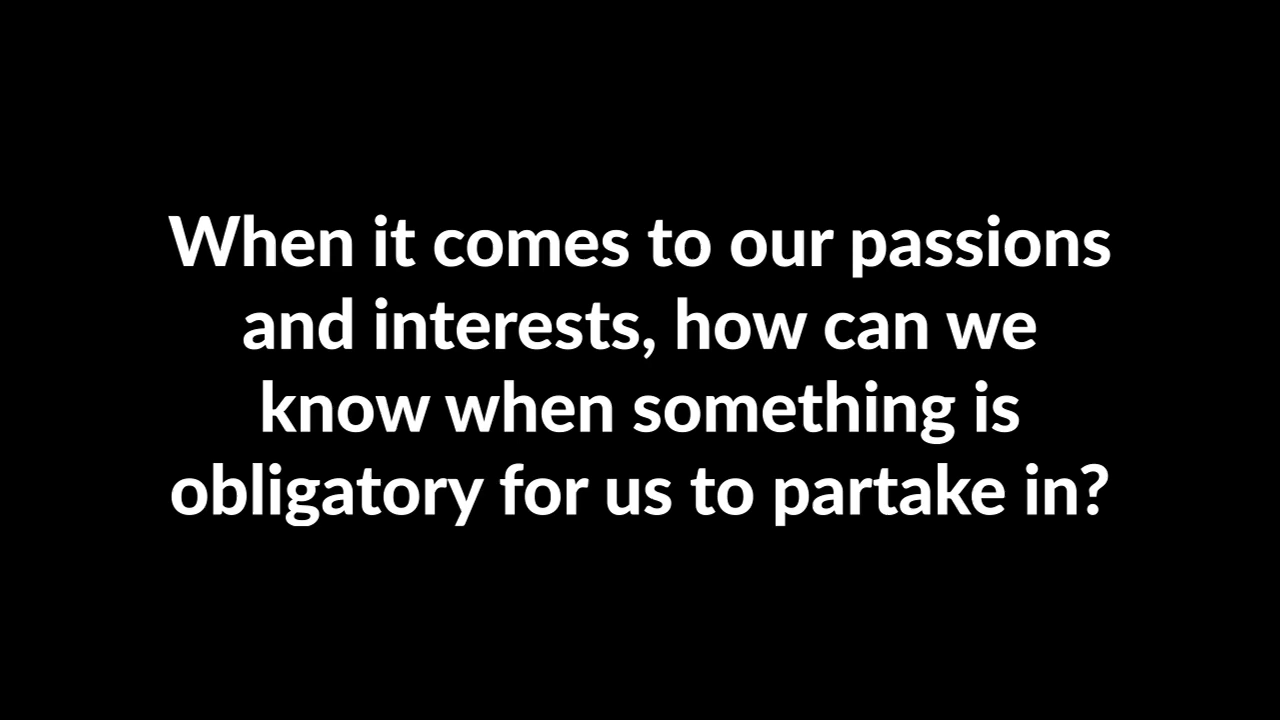 When it comes to our passions
and interests, how can we
know when something is
obligatory for us to partake in?